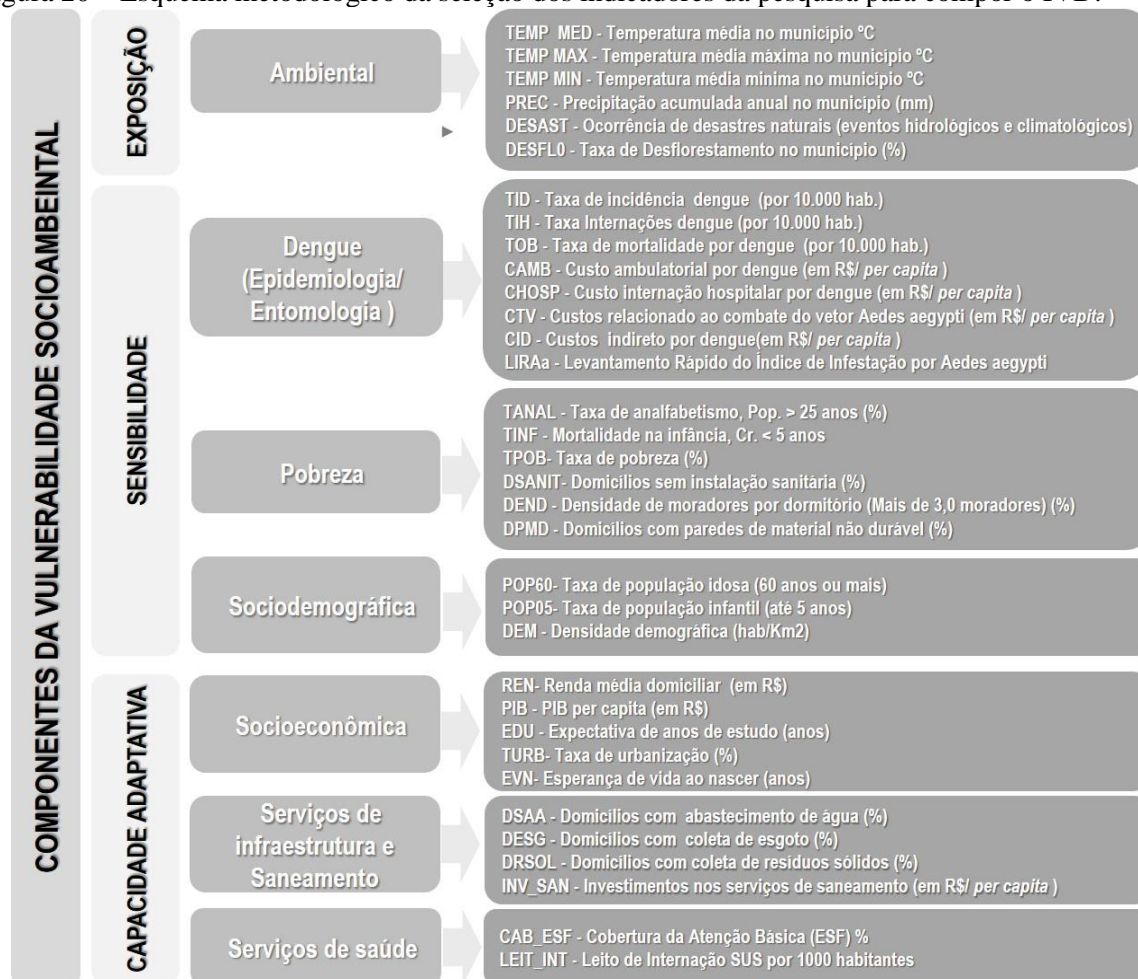 Esquema metodológico da seleção dos indicadores da pesquisa para compor o
COMPONENTES DA VULNERABILIDADE SOCIOAMBEINTAL
EXPOSIÇÃO
Ambiental
TEMP MED - Temperatura média no município ºC
TEMP MAX - Temperatura média máxima no município ºC
TEMP MIN - Temperatura média minima no município ºC
PREC - Precipitação acumulada anual no município (mm)
DESAST - Ocorrência de desastres naturais (eventos hidrológicos e climatológicos)
DESFL0 - Taxa de Desflorestamento no município (%)
SENSIBILIDADE
Dengue
(Epidemiologia/
Entomologia )
TID - Taxa de incidência dengue (por 10.000 hab.)
TIH - Taxa Internações dengue (por 10.000 hab.)
TOB - Taxa de mortalidade por dengue (por 10.000 hab.)
CAMB - Custo ambulatorial por dengue (em R$/ per capita )
CHOSP - Custo internação hospitalar por dengue (em R$/ per capita )
CTV - Custos relacionado ao combate do vetor Aedes aegypti (em R$/ per capita )
CID - Custos indireto por dengue(em R$/ per capita )
LIRAa - Levantamento Rápido do Índice de Infestação por Aedes aegypti
Pobreza
TANAL - Taxa de analfabetismo, Pop. > 25 anos (%)
TINF - Mortalidade na infância, Cr. < 5 anos
TPOB- Taxa de pobreza (%)
DSANIT- Domicílios sem instalação sanitária (%)
DEND - Densidade de moradores por dormitório (Mais de 3,0 moradores) (%)
DPMD - Domicílios com paredes de material não durável (%)
Sociodemográfica
POP60- Taxa de população idosa (60 anos ou mais)
POP05- Taxa de população infantil (até 5 anos)
DEM - Densidade demográfica (hab/Km2)
CAPACIDADE ADAPTATIVA
Socioeconômica
REN- Renda média domiciliar (em R$)
PIB - PIB per capita (em R$)
EDU - Expectativa de anos de estudo (anos)
TURB- Taxa de urbanização (%)
EVN- Esperança de vida ao nascer (anos)
Serviços de
infraestrutura e
Saneamento
DSAA - Domicílios com abastecimento de água (%)
DESG - Domicílios com coleta de esgoto (%)
DRSOL - Domicílios com coleta de resíduos sólidos (%)
INV_SAN - Investimentos nos serviços de saneamento (em R$/ per capita )
Serviços de saúde
CAB_ESF - Cobertura da Atenção Básica (ESF) %
LEIT_INT - Leito de Internação SUS por 1000 habitantes